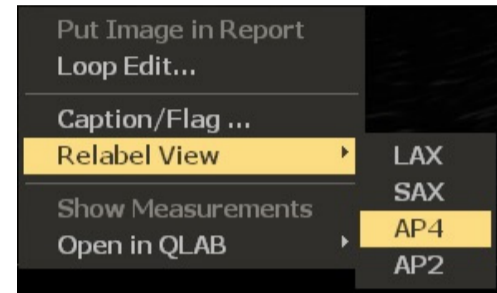 Put Image in Report
Loop Edit...
Caption/Flag ...
Relabel View
Show Measurements
Open in QLAB
LAX
SAX
AP4
AP2